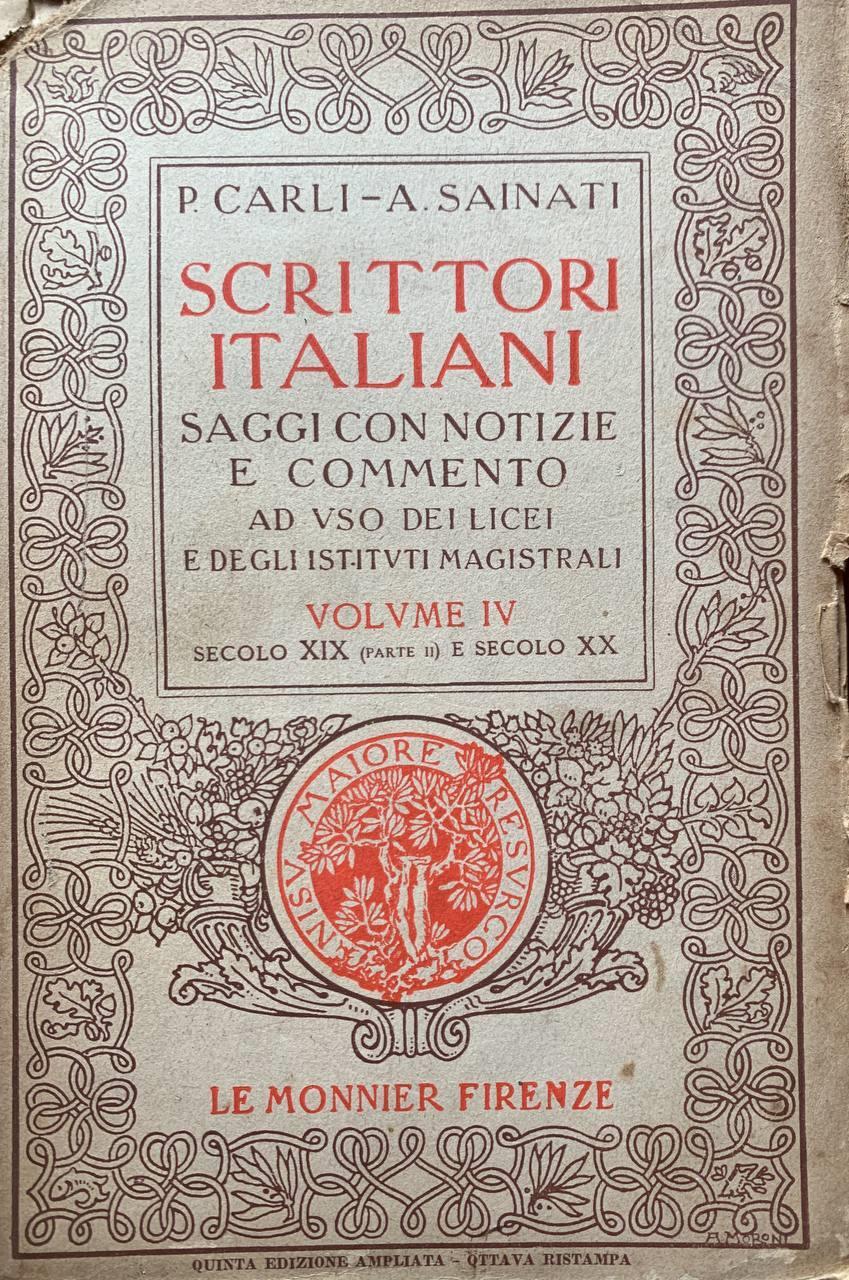 P. CARLI – A. SAINATI
SCRITTORI
ITALIANI
SAGGI CON NOTIZIE
E COMMENTO
AD VSO DEI LICEI
E DEGLI ISTITVTI MAGISTRALI
VOLVME IV
SECOLO XIX (PARTE II) E SECOLO XX
NISV MAIORE RESVRGO
LE MONNIER FIRENZE
A. MORONI
QUINTA EDIZIONE AMPLIATA - OTTAVA RISTAMPA